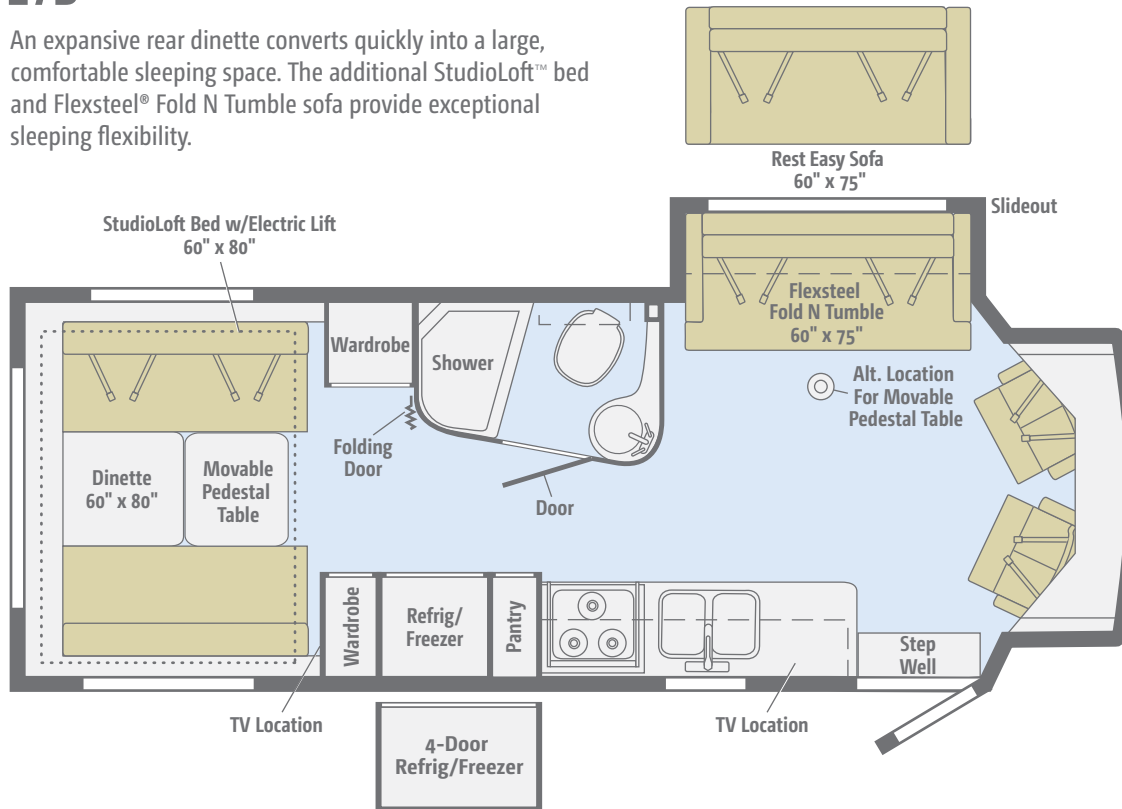 An expansive rear dinette converts quickly into a large,
comfortable sleeping space. The additional StudioLoft™ bed
and Flexsteel® Fold N Tumble sofa provide exceptional
sleeping flexibility.
Rest Easy Sofa
60" x 75"
Slideout
StudioLoft Bed w/Electric Lift
60" x 80"
Flexsteel
Fold N Tumble
60" x 75"
Wardrobe
Shower
Alt. Location
For Movable
Pedestal Table
Folding
Door
Dinette
60" x 80"
Movable
Pedestal
Table
Door
Wardrobe
Refrig/
Freezer
Pantry
Step
Well
TV Location
TV Location
4-Door
Refrig/Freezer